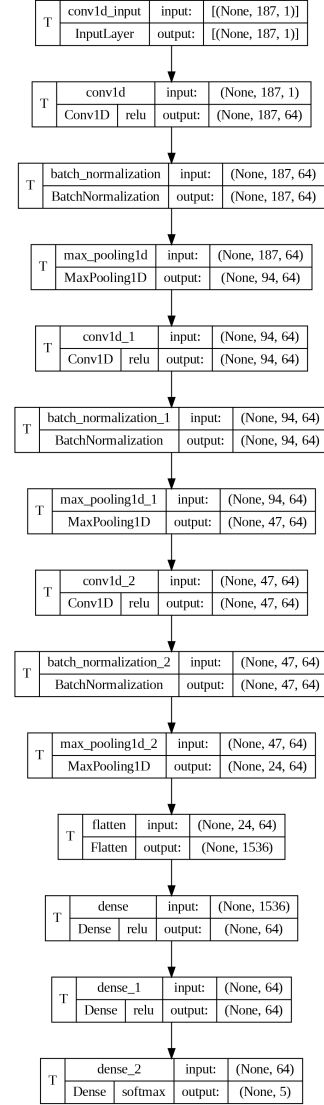 T conv1d_input input: [(None, 187, 1)]
InputLayer output: [(None, 187, 1)]
T conv1d input: (None, 187, 1)
Conv1D relu output: (None, 187, 64)
T batch_normalization input: (None, 187, 64)
BatchNormalization output: (None, 187, 64)
T max_pooling1d input: (None, 187, 64)
MaxPooling1D output: (None, 94, 64)
T conv1d_1 input: (None, 94, 64)
Conv1D relu output: (None, 94, 64)
T batch_normalization_1 input: (None, 94, 64)
BatchNormalization output: (None, 94, 64)
T max_pooling1d_1 input: (None, 94, 64)
MaxPooling1D output: (None, 47, 64)
T conv1d_2 input: (None, 47, 64)
Conv1D relu output: (None, 47, 64)
T batch_normalization_2 input: (None, 47, 64)
BatchNormalization output: (None, 47, 64)
T max_pooling1d_2 input: (None, 47, 64)
MaxPooling1D output: (None, 24, 64)
T flatten input: (None, 24, 64)
Flatten output: (None, 1536)
T dense input: (None, 1536)
Dense relu output: (None, 64)
T dense_1 input: (None, 64)
Dense relu output: (None, 64)
T dense_2 input: (None, 64)
Dense softmax output: (None, 5)